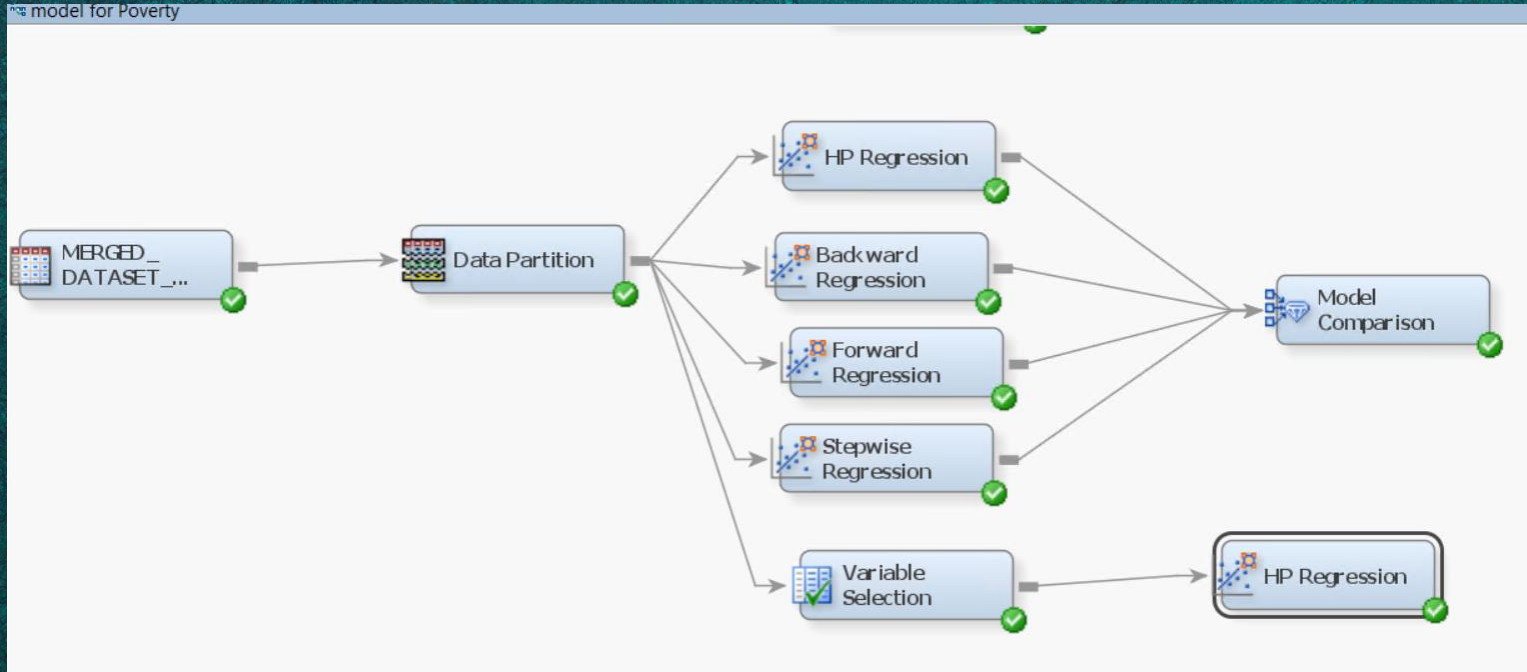 model for Poverty
HP Regression
MERGED_
DATASET_...
Data Partition
Backward
Regression
Forward
Regression
Stepwise
Regression
Model
Comparison
Variable
Selection
HP Regression